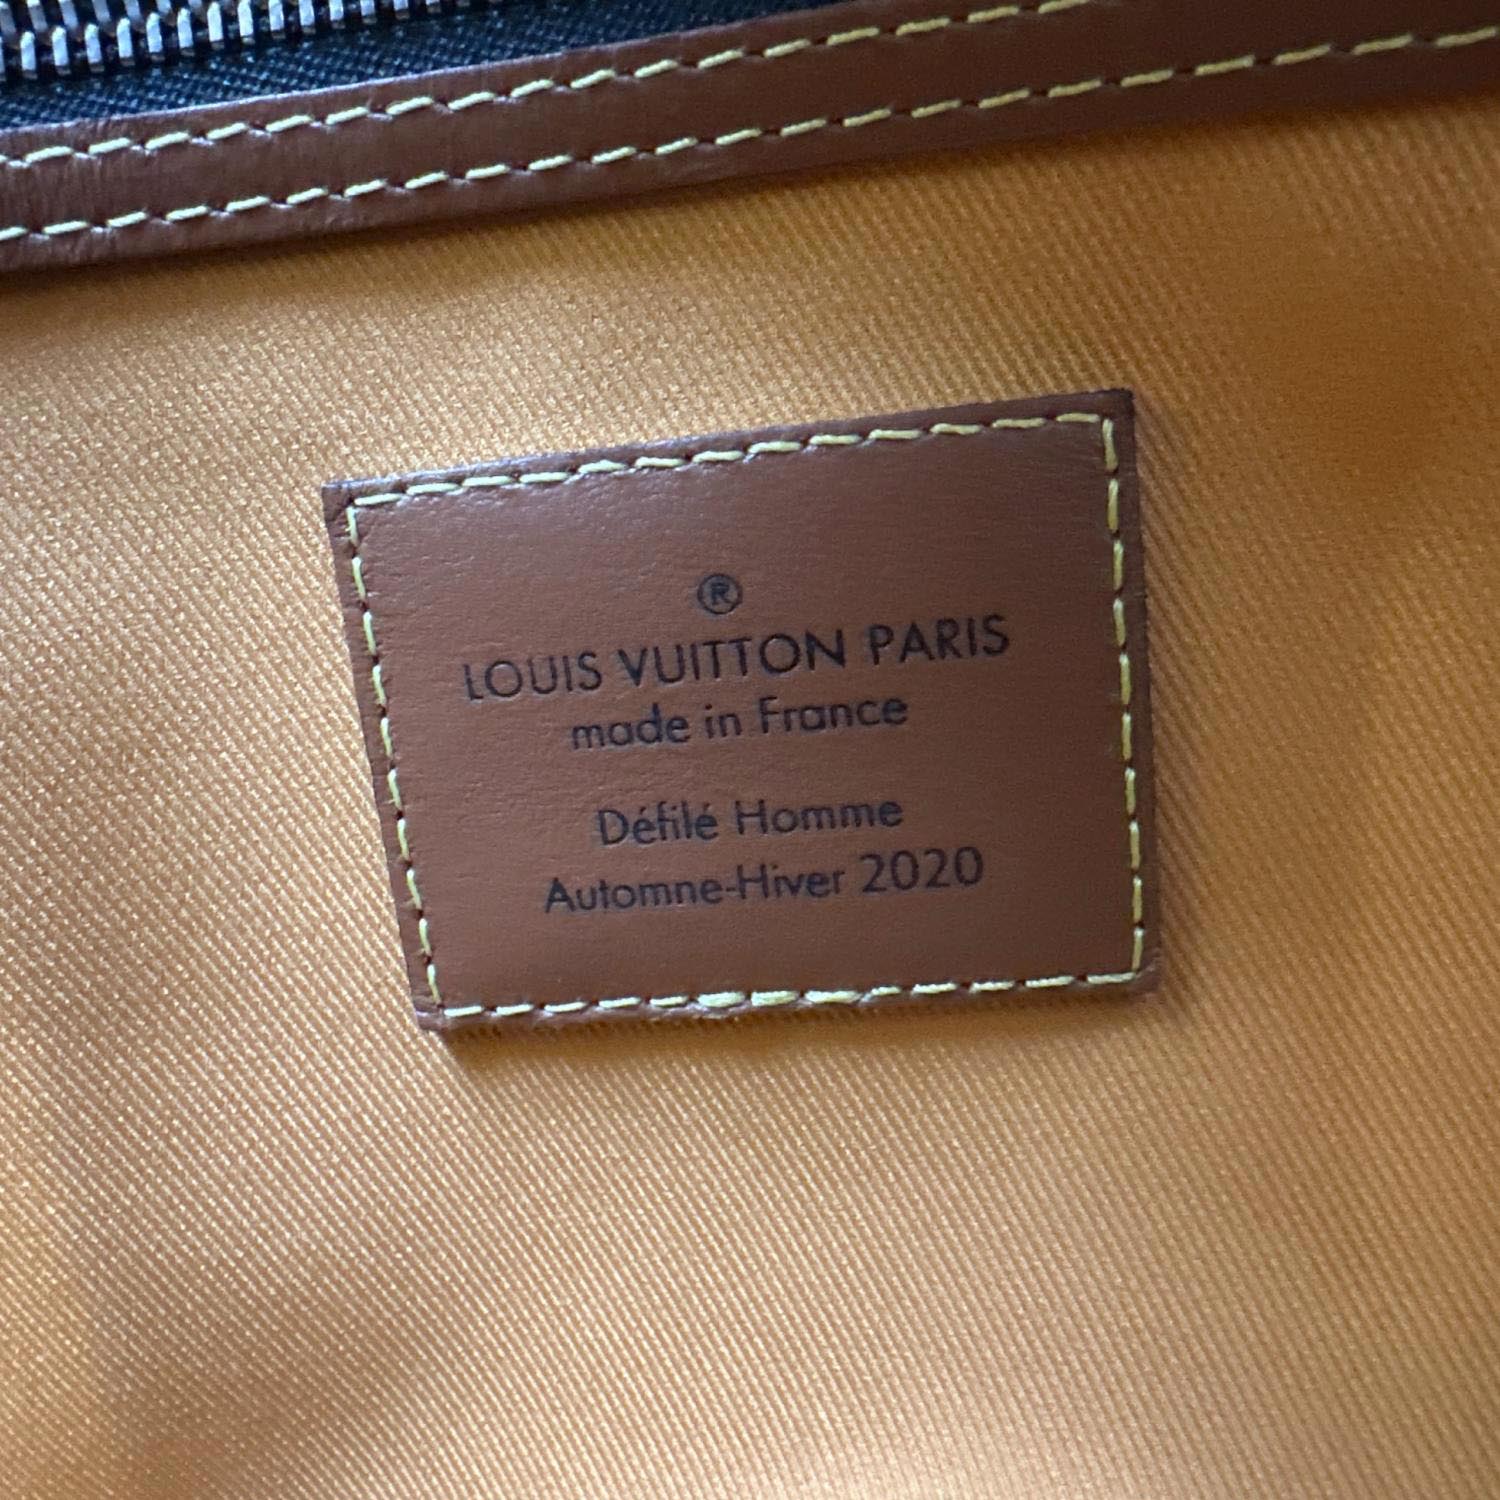 ®
LOUIS VUITTON PARIS
made in France
Défilé Homme
Automne-Hiver 2020